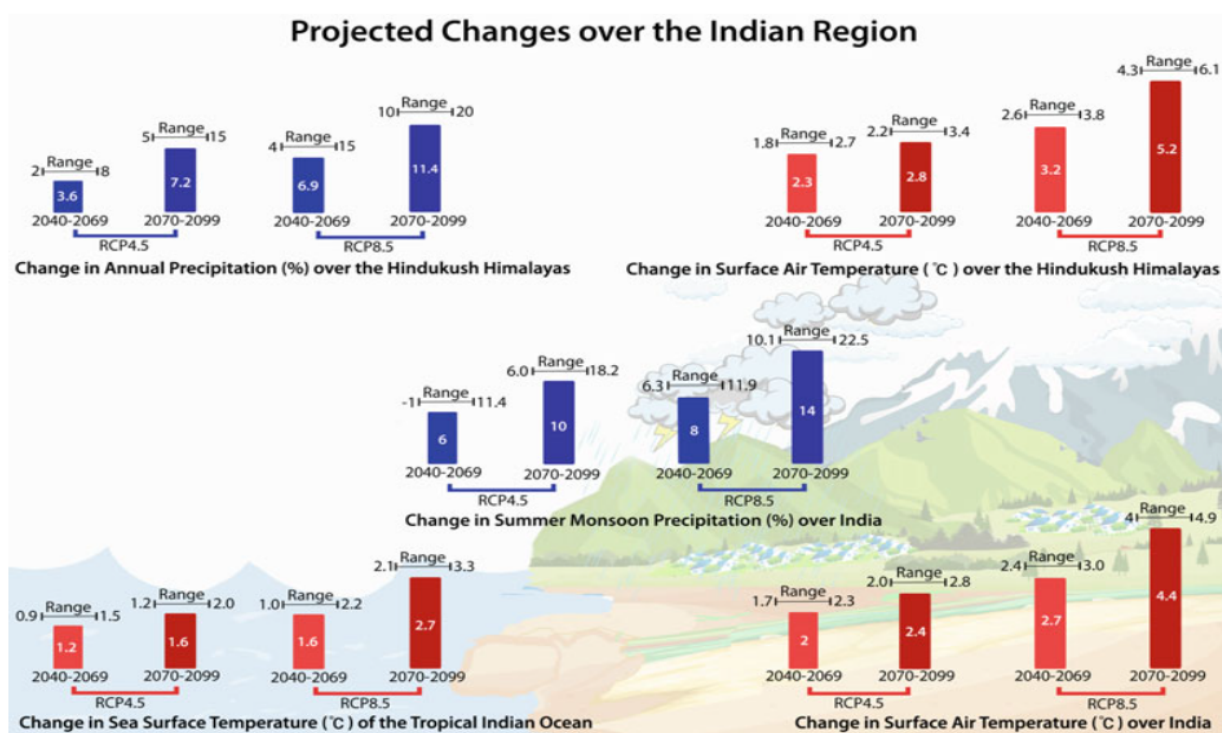 Projected Changes over the Indian Region
2 Range 8
3.6
2040-2069
5 Range 15
7.2
2070-2099
RCP4.5
4 Range 15
6.9
2040-2069
10 Range 20
11.4
2070-2099
RCP8.5
Change in Annual Precipitation (%) over the Hindukush Himalayas
1.8 Range 2.7
2.3
2040-2069
2.2 Range 3.4
2.8
2070-2099
RCP4.5
2.6 Range 3.8
3.2
2040-2069
4.3 Range 6.1
5.2
2070-2099
RCP8.5
Change in Surface Air Temperature (℃) over the Hindukush Himalayas
-1 Range 11.4
6
2040-2069
6.0 Range 18.2
10
2070-2099
RCP4.5
6.3 Range 11.9
8
2040-2069
10.1 Range 22.5
14
2070-2099
RCP8.5
Change in Summer Monsoon Precipitation (%) over India
0.9 Range 1.5
1.2
2040-2069
1.2 Range 2.0
1.6
2070-2099
RCP4.5
1.0 Range 2.2
1.6
2040-2069
2.1 Range 3.3
2.7
2070-2099
RCP8.5
Change in Sea Surface Temperature (℃) of the Tropical Indian Ocean
1.7 Range 2.3
2
2040-2069
2.0 Range 2.8
2.4
2070-2099
RCP4.5
2.4 Range 3.0
2.7
2040-2069
4 Range 4.9
4.4
2070-2099
RCP8.5
Change in Surface Air Temperature (℃) over India